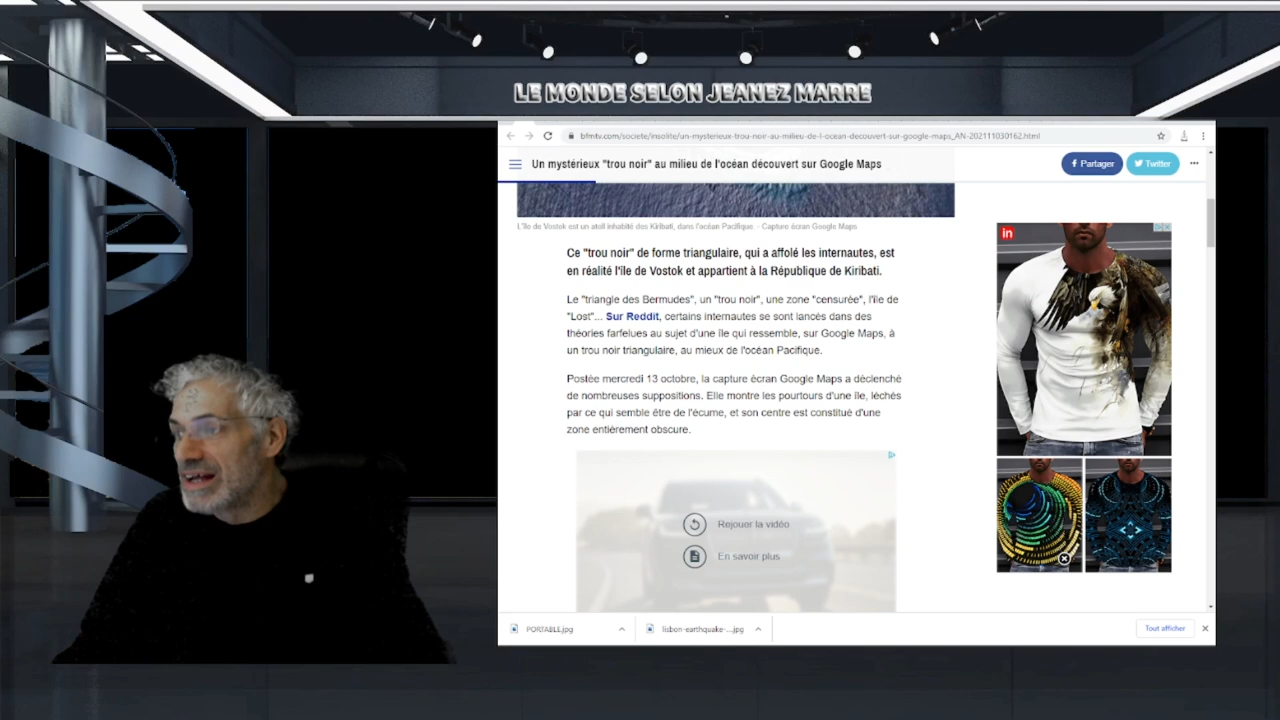 LE MONDE SELON JEANEZ MARRE
bfmtv.com/societe/insolite/un-mysterieux-trou-noir-au-milieu-de-l-ocean-decouvert-sur-google-maps_AN-202111030162.html
Un mystérieux "trou noir" au milieu de l'océan découvert sur Google Maps
Partager
Twitter
L'île de Vostok est un atoll inhabité des Kiribati, dans l'océan Pacifique. - Capture écran Google Maps
Ce "trou noir" de forme triangulaire, qui a affolé les internautes, est
en réalité l'île de Vostok et appartient à la République de Kiribati.
Le "triangle des Bermudes", un "trou noir", une zone "censurée", l'île de
"Lost"... Sur Reddit, certains internautes se sont lancés dans des
théories farfelues au sujet d'une île qui ressemble, sur Google Maps, à
un trou noir triangulaire, au mieux de l'océan Pacifique.
Postée mercredi 13 octobre, la capture écran Google Maps a déclenché
de nombreuses suppositions. Elle montre les pourtours d'une île, léchés
par ce qui semble être de l'écume, et son centre est constitué d'une
zone entièrement obscure.
in
Rejouer la vidéo
En savoir plus
PORTABLE.jpg
lisbon-earthquake-....jpg
Tout afficher